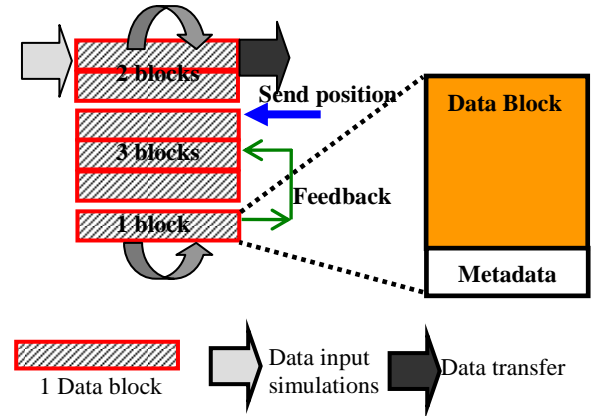 2 blocks
Send position
Data Block
3 blocks
Feedback
1 block
Metadata
Data input
simulations
Data transfer
1 Data block